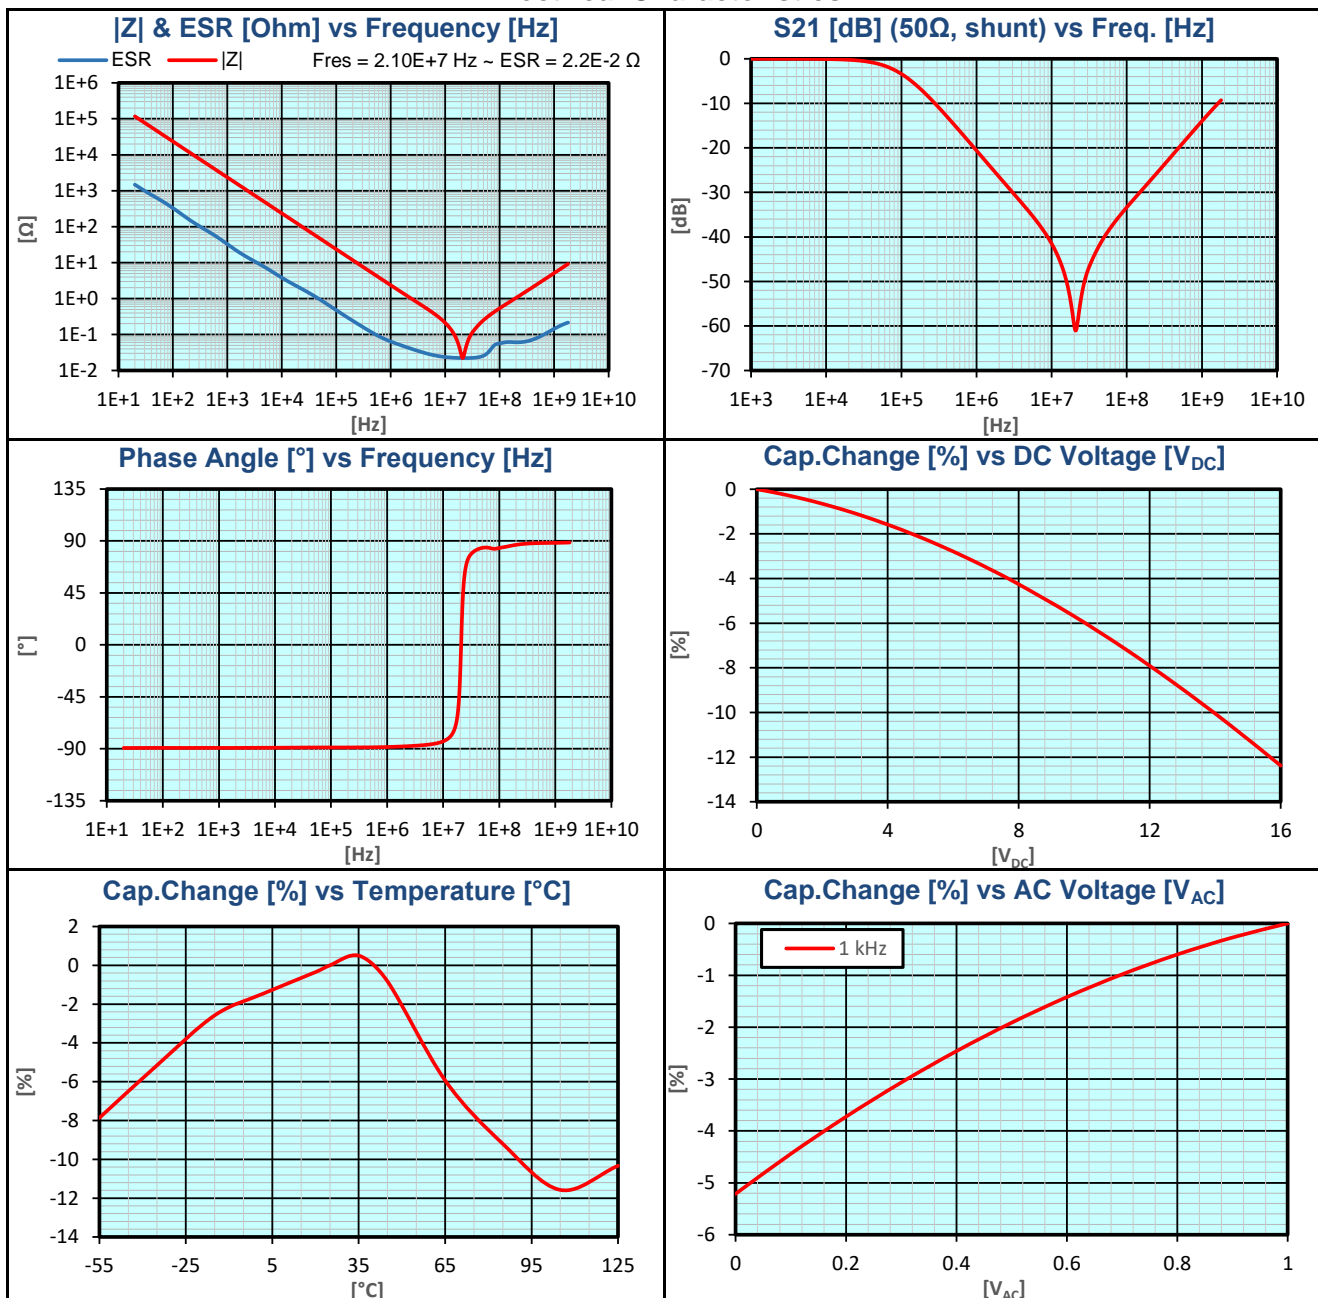 |Z| & ESR [Ohm] vs Frequency [Hz]
ESR |Z| Fres = 2.10E+7 Hz ~ ESR = 2.2E-2 Ω
1E+6
1E+5
1E+4
1E+3
1E+2
1E+1
1E+0
1E-1
1E-2
[Ω]
1E+1 1E+2 1E+3 1E+4 1E+5 1E+6 1E+7 1E+8 1E+9 1E+10
[Hz]
S21 [dB] (50Ω, shunt) vs Freq. [Hz]
0
-10
-20
-30
-40
-50
-60
-70
[dB]
1E+3 1E+4 1E+5 1E+6 1E+7 1E+8 1E+9 1E+10
[Hz]
Phase Angle [°] vs Frequency [Hz]
135
90
45
0
-45
-90
-135
[°]
1E+1 1E+2 1E+3 1E+4 1E+5 1E+6 1E+7 1E+8 1E+9 1E+10
[Hz]
Cap.Change [%] vs DC Voltage [VDC]
0
-2
-4
-6
-8
-10
-12
-14
[%]
0 4 8 12 16
[VDC]
Cap.Change [%] vs Temperature [°C]
2
0
-2
-4
-6
-8
-10
-12
-14
[%]
-55 -25 5 35 65 95 125
[°C]
Cap.Change [%] vs AC Voltage [VAC]
1 kHz
0
-1
-2
-3
-4
-5
-6
[%]
0 0.2 0.4 0.6 0.8 1
[VAC]